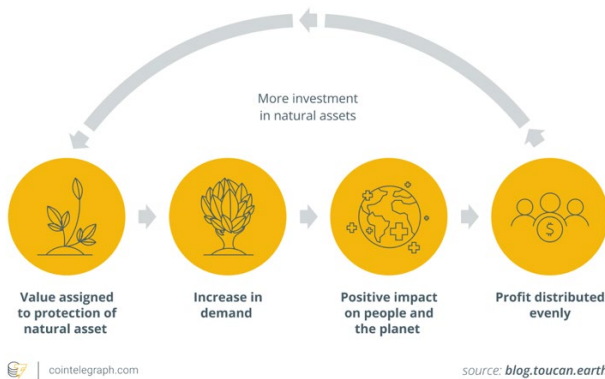 More investment
in natural assets
$
Value assigned
to protection of
natural asset
Increase in
demand
Positive impact
on people and
the planet
Profit distributed
evenly
cointelegraph.com
source: blog.toucan.earth